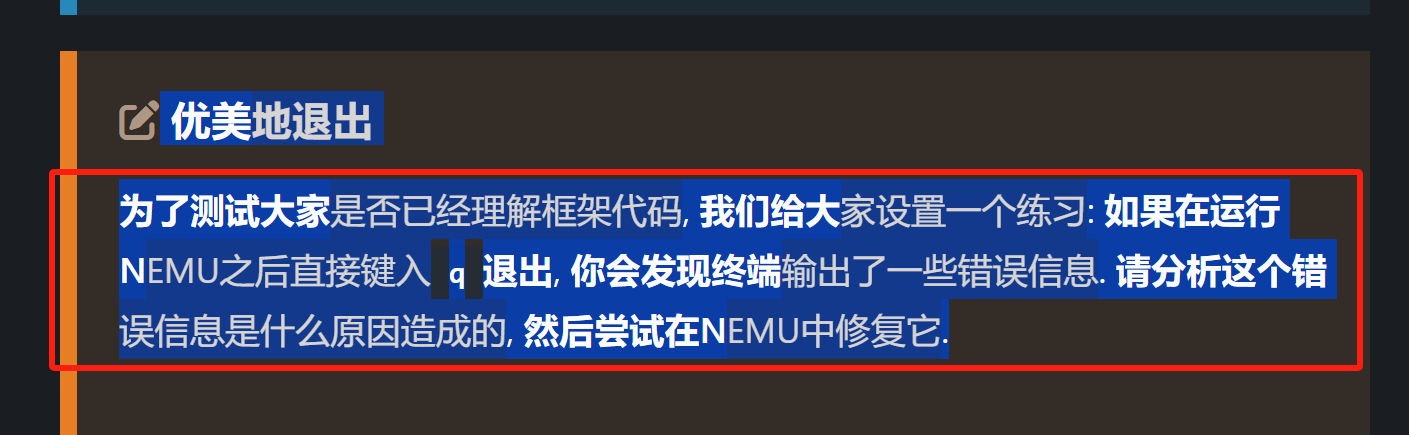 优美地退出
为了测试大家是否已经理解框架代码, 我们给大家设置一个练习: 如果在运行
NEMU之后直接键入 q 退出, 你会发现终端输出了一些错误信息. 请分析这个错
误信息是什么原因造成的, 然后尝试在NEMU中修复它.